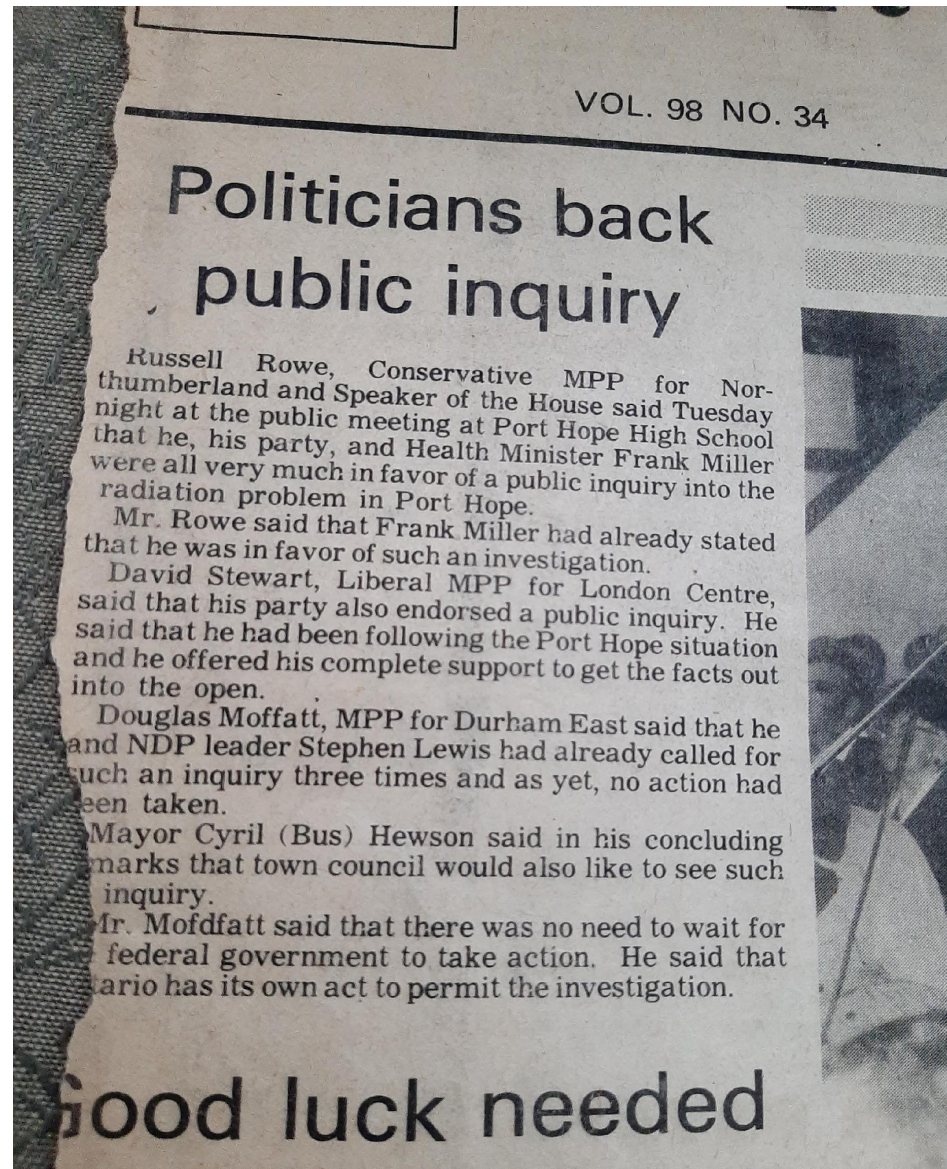 VOL. 98 NO. 34
Politicians back
public inquiry
Russell Rowe, Conservative MPP for Nor-
thumberland and Speaker of the House said Tuesday
night at the public meeting at Port Hope High School
that he, his party, and Health Minister Frank Miller
were all very much in favor of a public inquiry into the
radiation problem in Port Hope.
Mr. Rowe said that Frank Miller had already stated
that he was in favor of such an investigation.
David Stewart, Liberal MPP for London Centre,
said that his party also endorsed a public inquiry. He
said that he had been following the Port Hope situation
and he offered his complete support to get the facts out
into the open.
Douglas Moffatt, MPP for Durham East said that he
and NDP leader Stephen Lewis had already called for
uch an inquiry three times and as yet, no action had
een taken.
Mayor Cyril (Bus) Hewson said in his concluding
marks that town council would also like to see such
inquiry.
Mr. Mofdfatt said that there was no need to wait for
federal government to take action. He said that
tario has its own act to permit the investigation.
Good luck needed